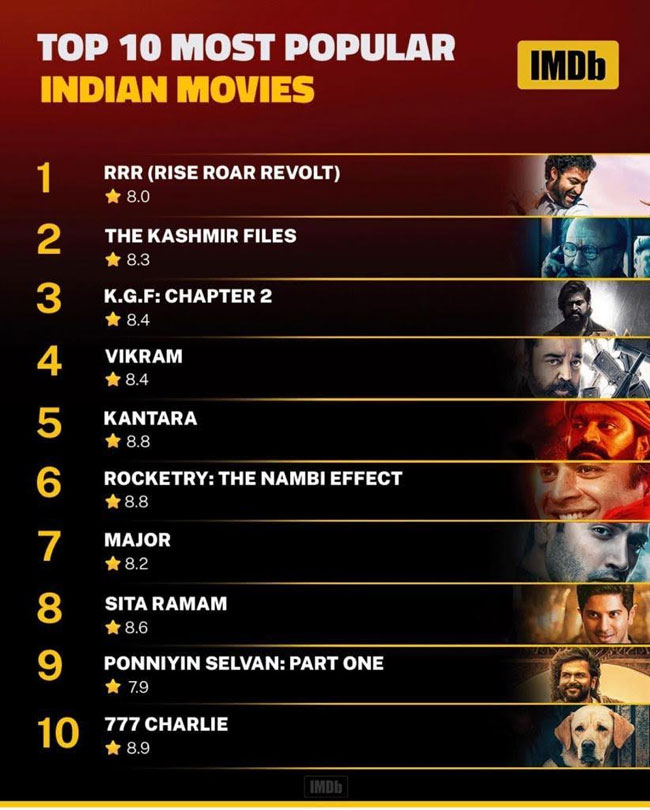 TOP 10 MOST POPULAR
INDIAN MOVIES
IMDb
1
RRR (RISE ROAR REVOLT)
8.0
2
THE KASHMIR FILES
8.3
3
K.G.F: CHAPTER 2
8.4
4
VIKRAM
8.4
5
KANTARA
8.8
6
ROCKETRY: THE NAMBI EFFECT
8.8
7
MAJOR
8.2
8
SITA RAMAM
8.6
9
PONNIYIN SELVAN: PART ONE
7.9
10
777 CHARLIE
8.9
IMDb